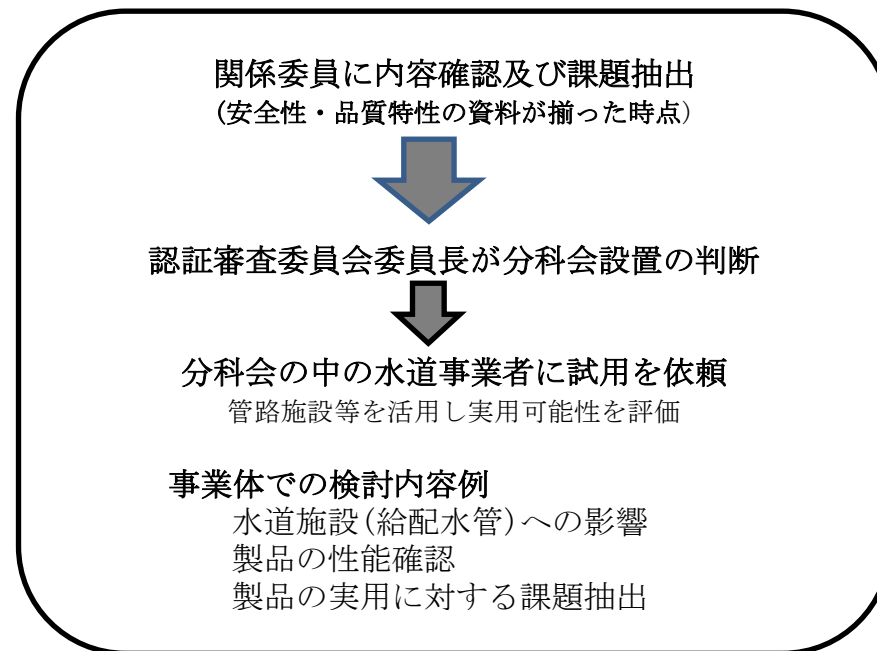 関係委員に内容確認及び課題抽出
(安全性・品質特性の資料が揃った時点)
認証審査委員会委員長が分科会設置の判断
分科会の中の水道事業者に試用を依頼
管路施設等を活用し実用可能性を評価
事業体での検討内容例
水道施設(給配水管)への影響
製品の性能確認
製品の実用に対する課題抽出